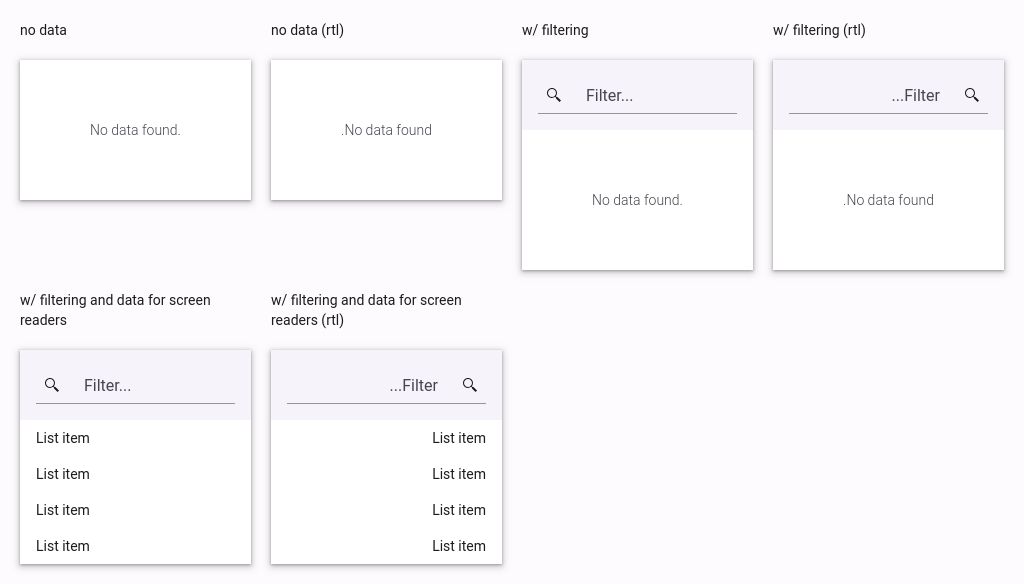 no data
No data found.
no data (rtl)
.No data found
w/ filtering
Filter...
No data found.
w/ filtering (rtl)
...Filter
.No data found
w/ filtering and data for screen
readers
Filter...
List item
List item
List item
List item
w/ filtering and data for screen
readers (rtl)
...Filter
List item
List item
List item
List item